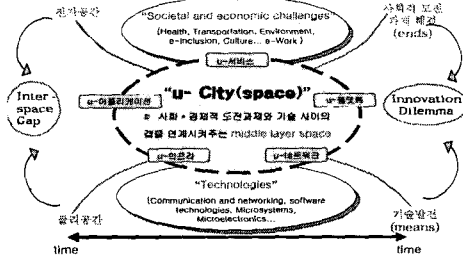 전자공간
"Societal and economic challenges"
(Health, Transportation, Environment,
e-Inclusion, Culture... e-Work )
사회적 도전
과제 해결
(ends)
u-서비스
Inter-
space
Gap
u-어플리케이션
"u- City(space)"
u-플랫폼
Innovation
Dilemma
사회 • 경제적 도전과제와 기술 사이의
갭을 연계시켜주는 middle layer space
u-인프라
u-네트워크
"Technologies"
(Communication and networking, software
technologies, Microsystems,
Microelectronics...
물리공간
기술발전
(means)
time
time